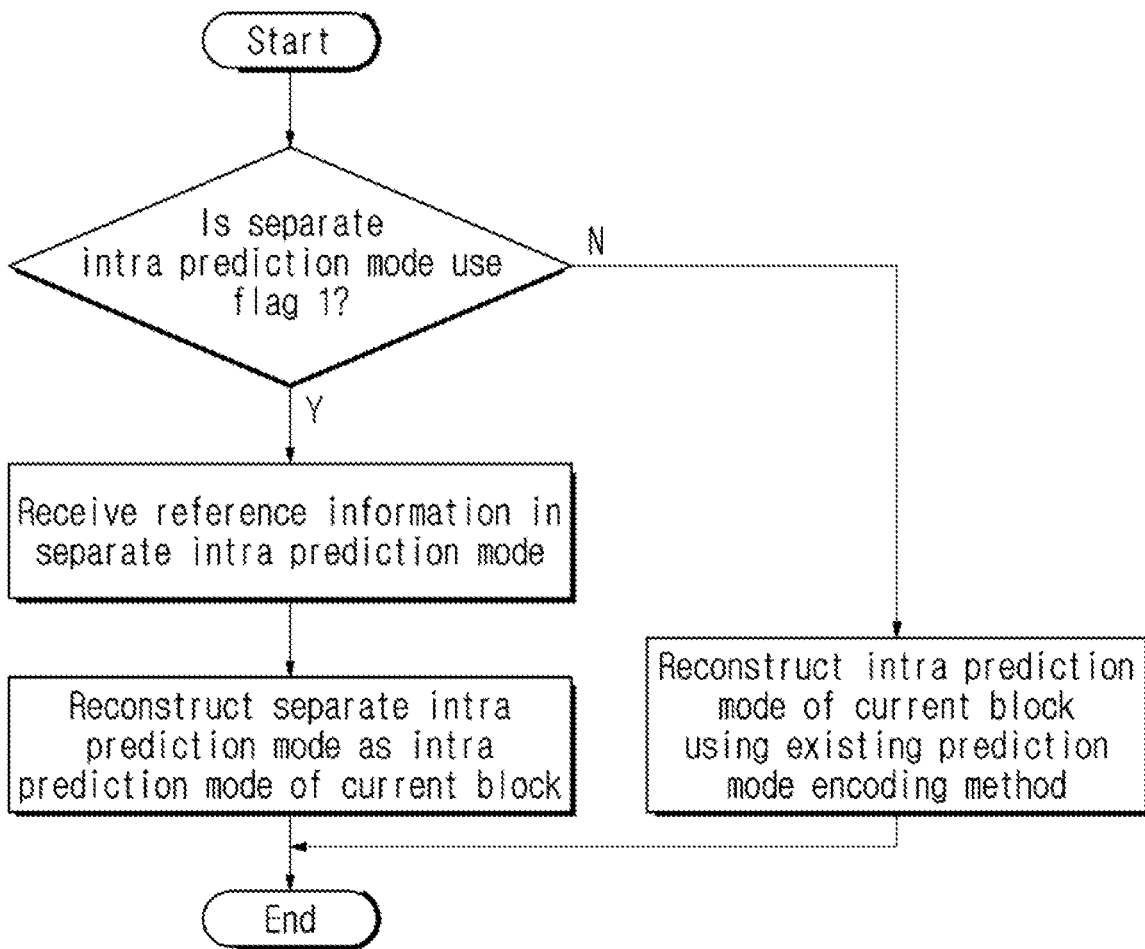 Start
Is separate
intra prediction mode use
flag 1?
N
Y
Receive reference information in
separate intra prediction mode
Reconstruct separate intra
prediction mode as intra
prediction mode of current block
Reconstruct intra prediction
mode of current block
using existing prediction
mode encoding method
End